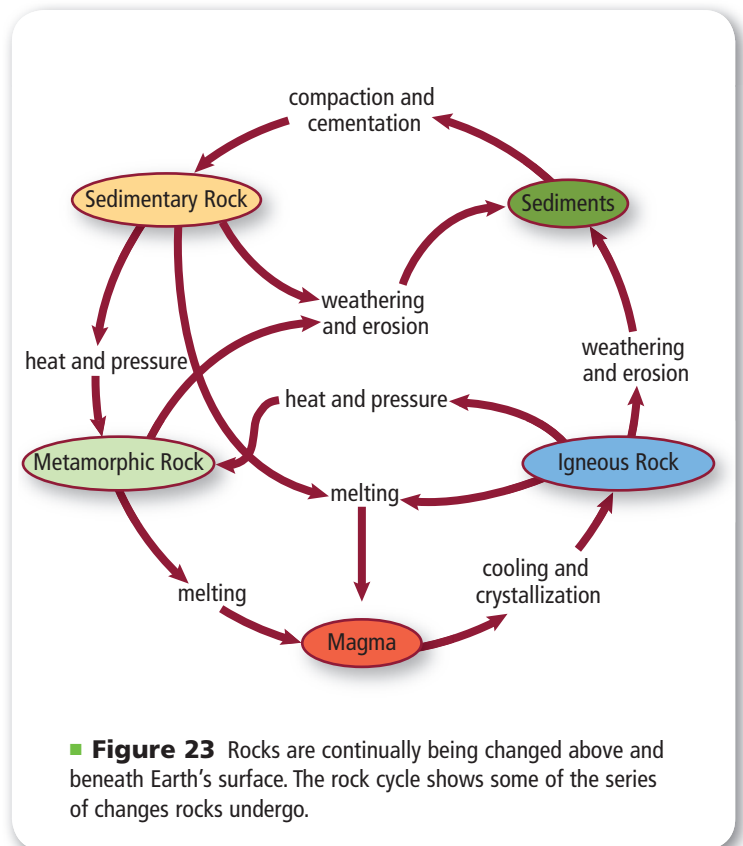 compaction and
cementation
Sedimentary Rock
Sediments
weathering
and erosion
heat and pressure
weathering
and erosion
heat and pressure
Metamorphic Rock
Igneous Rock
melting
cooling and
crystallization
melting
Magma
■ Figure 23 Rocks are continually being changed above and
beneath Earth’s surface. The rock cycle shows some of the series
of changes rocks undergo.